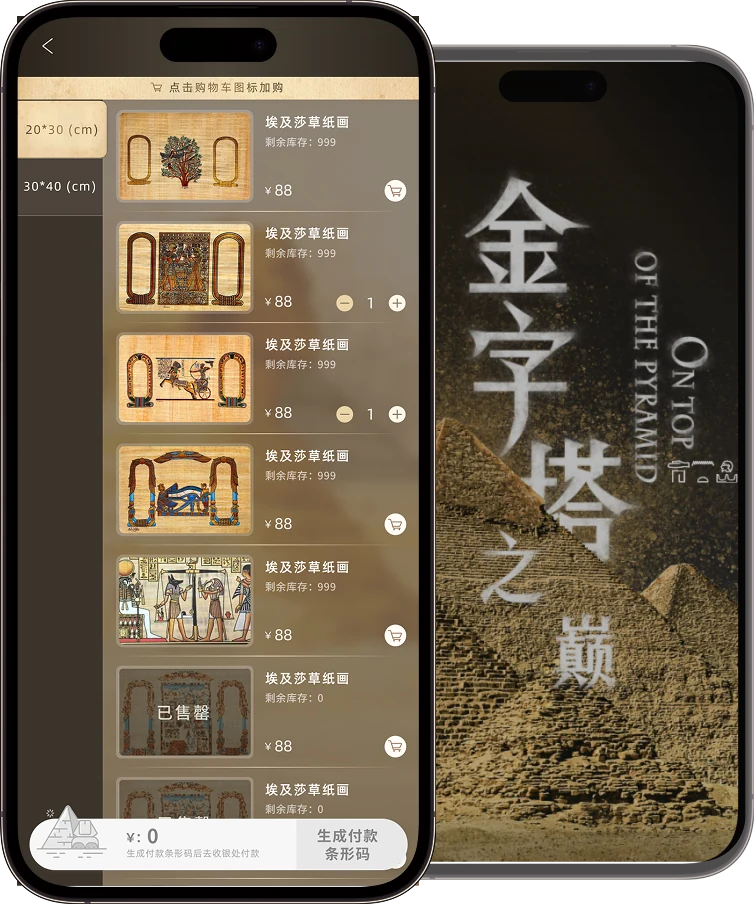 点击购物车图标加购
20*30 (cm)
30*40 (cm)
埃及莎草纸画
剩余库存：999
¥ 88
埃及莎草纸画
剩余库存：999
¥ 88
1
埃及莎草纸画
剩余库存：999
¥ 88
1
埃及莎草纸画
剩余库存：999
¥ 88
埃及莎草纸画
剩余库存：999
¥ 88
已售罄
埃及莎草纸画
剩余库存：0
¥ 88
埃及莎草纸画
剩余库存：0
¥: 0
生成付款条形码后去收银处付款
生成付款
条形码
金字塔之巅
ON TOP
OF THE PYRAMID